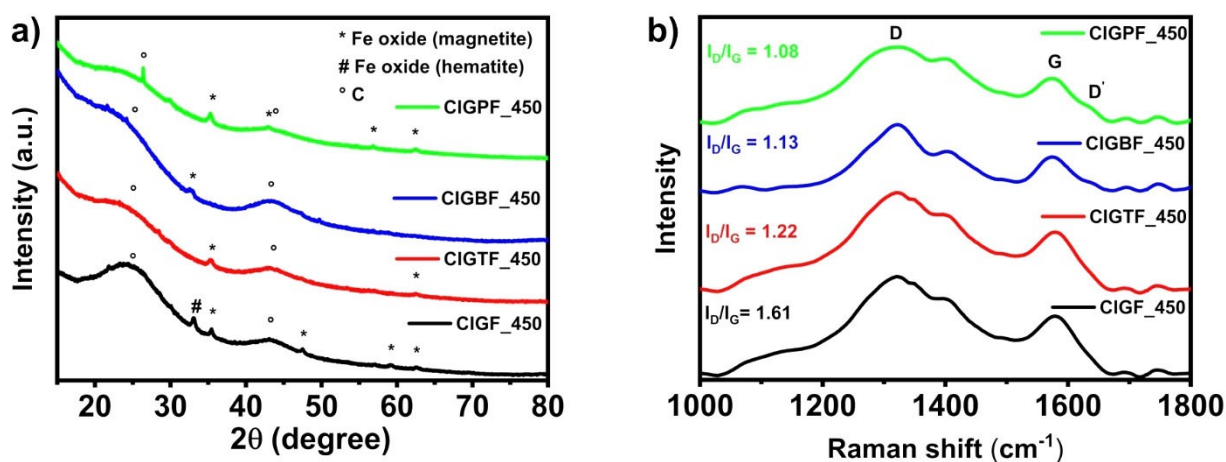 a)
* Fe oxide (magnetite)
# Fe oxide (hematite)
° C
CIGPF_450
CIGBF_450
CIGTF_450
CIGF_450
#
Intensity (a.u.)
20 30 40 50 60 70 80
2θ (degree)
b)
D
G
D'
I_D/I_G = 1.08
CIGPF_450
I_D/I_G = 1.13
CIGBF_450
I_D/I_G = 1.22
CIGTF_450
I_D/I_G= 1.61
CIGF_450
Intensity
1000 1200 1400 1600 1800
Raman shift (cm⁻¹)